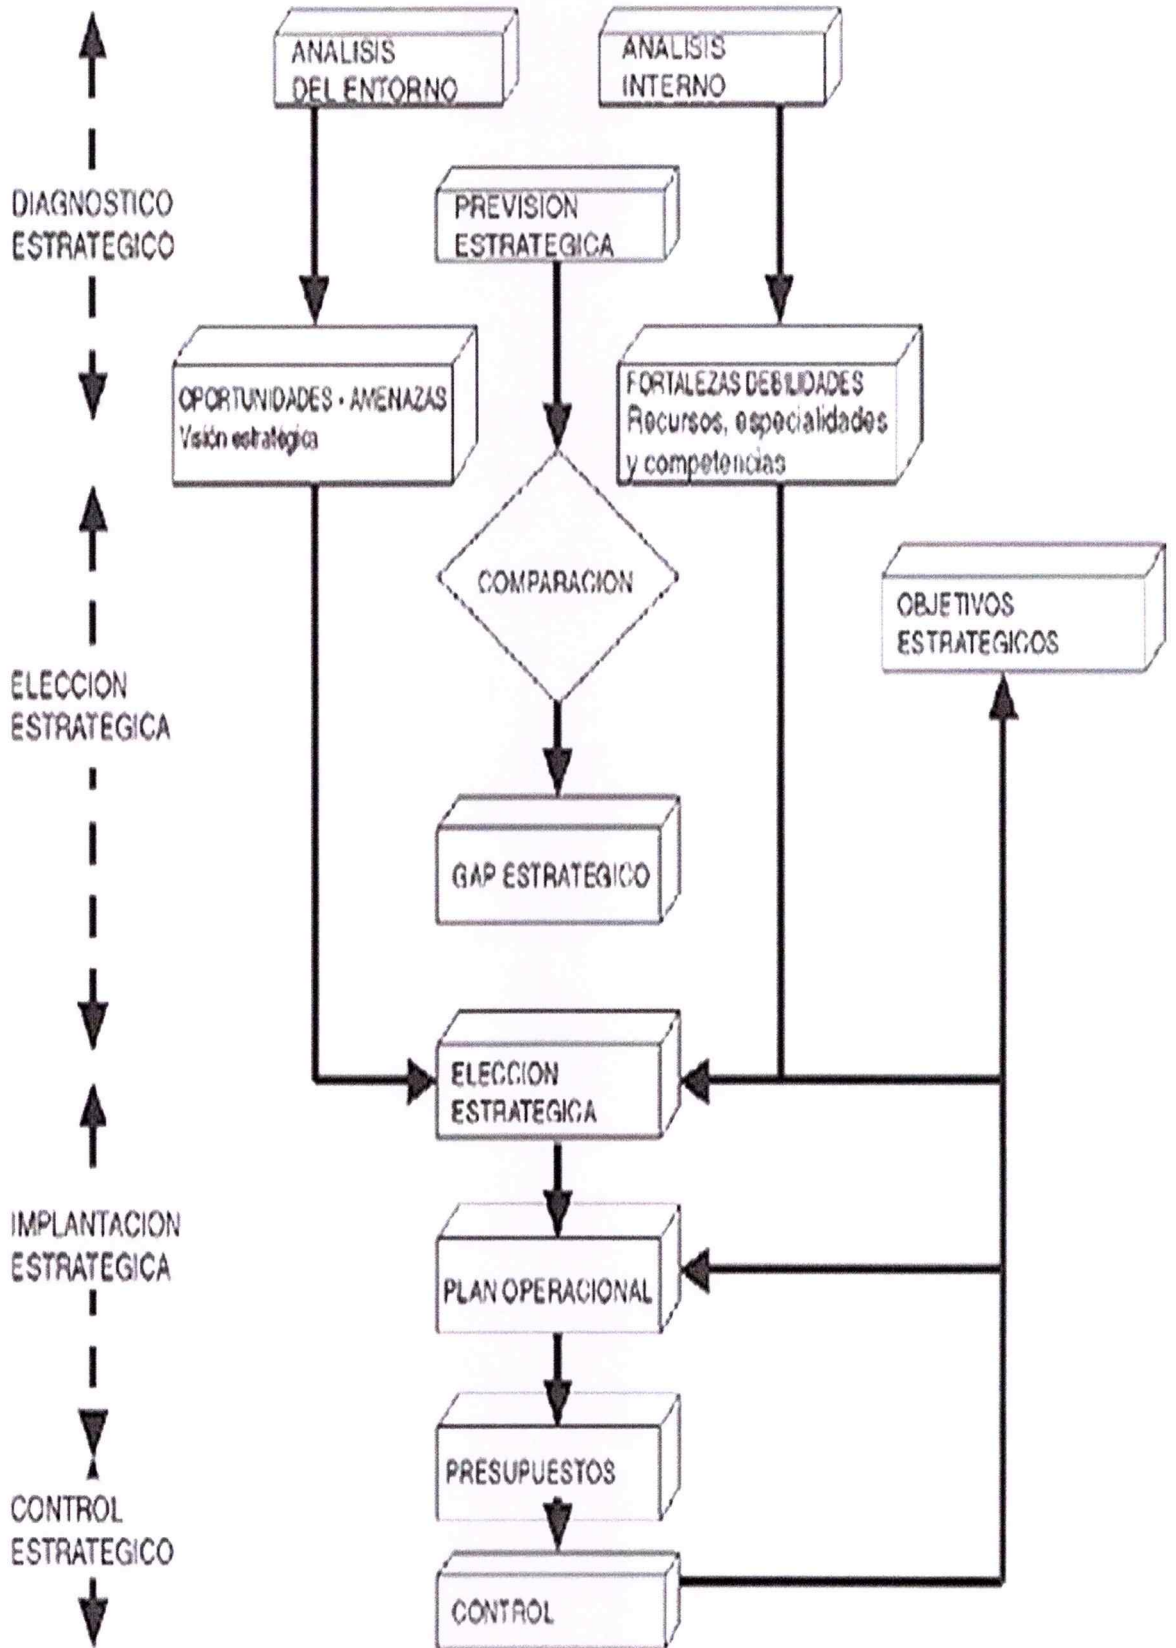 ANALISIS
DEL ENTORNO
ANALISIS
INTERNO
DIAGNOSTICO
ESTRATEGICO
PREVISION
ESTRATEGICA
OPORTUNIDADES - AMENAZAS
Visión estratégica
FORTALEZAS DEBILIDADES
Recursos, especialidades
y competencias
COMPARACION
OBJETIVOS
ESTRATEGICOS
ELECCION
ESTRATEGICA
GAP ESTRATEGICO
ELECCION
ESTRATEGICA
IMPLANTACION
ESTRATEGICA
PLAN OPERACIONAL
PRESUPUESTOS
CONTROL
ESTRATEGICO
CONTROL